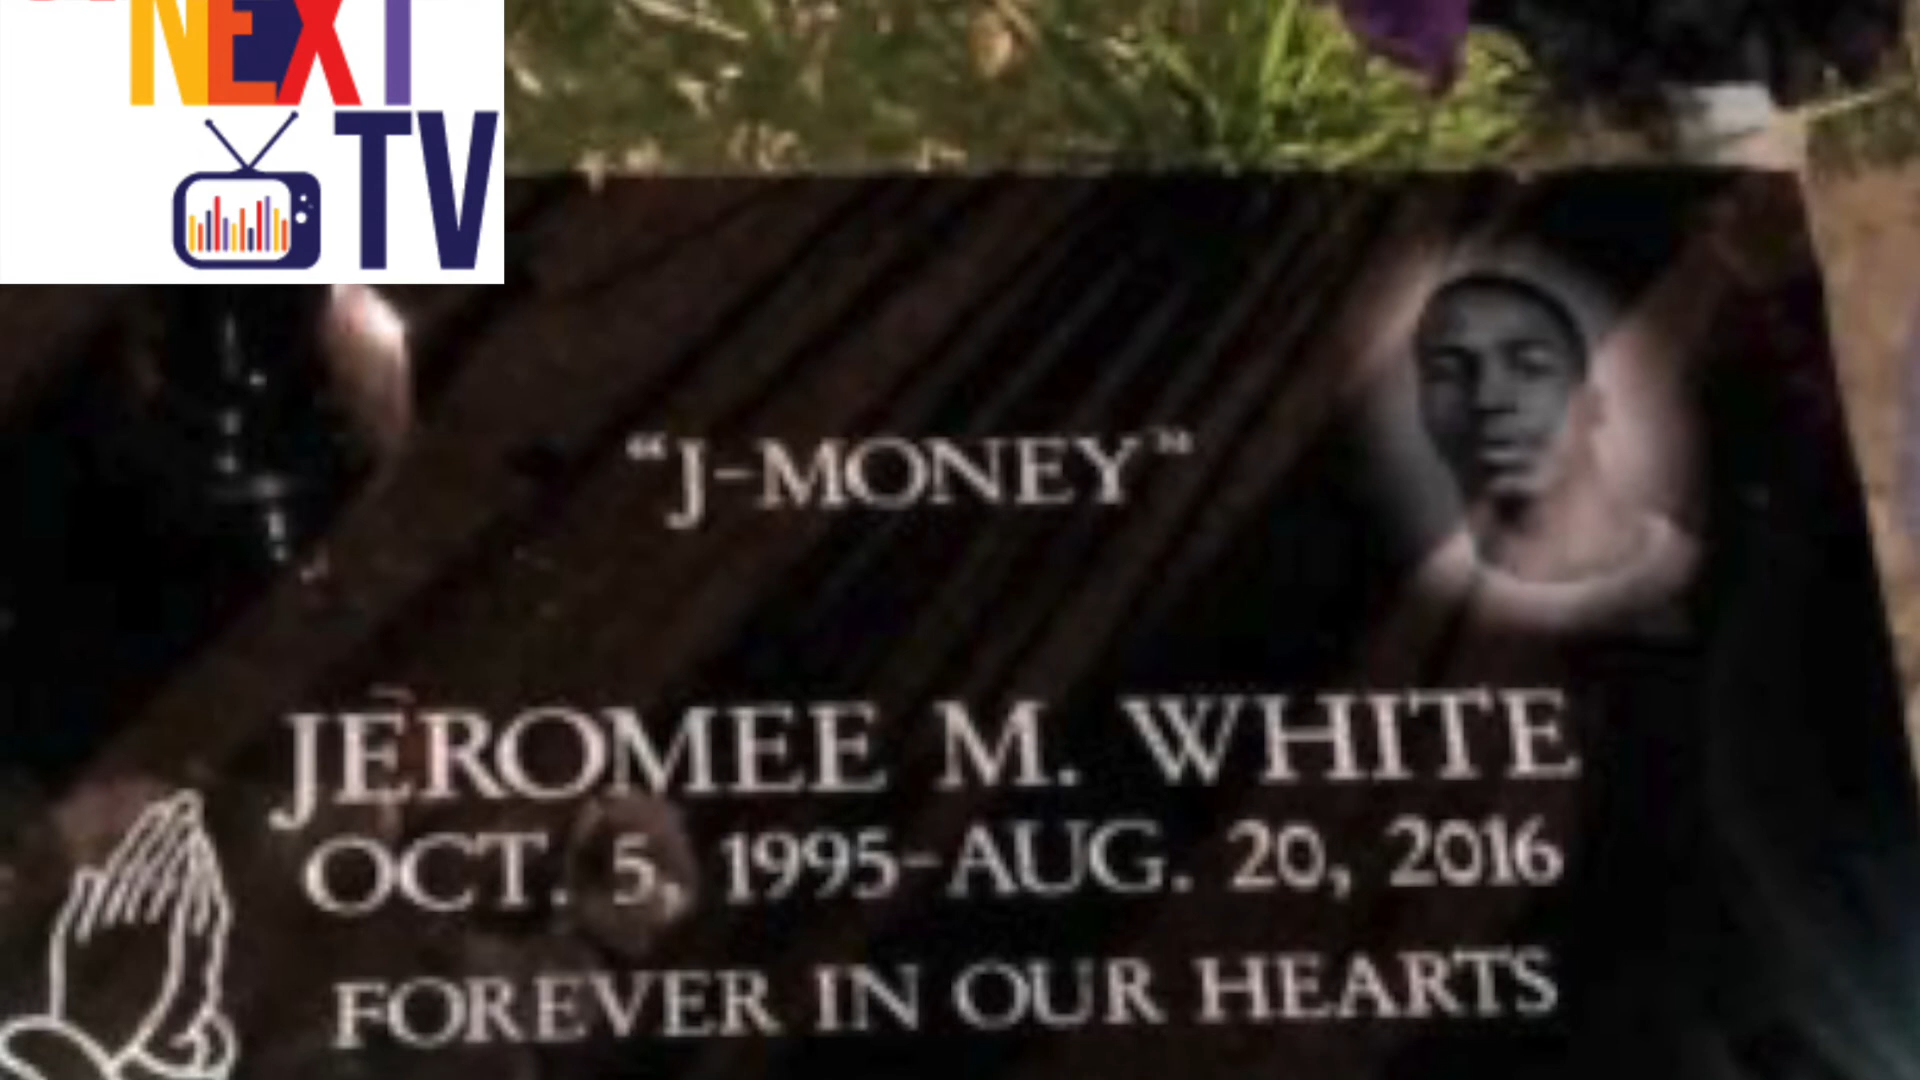 NEXT
TV
“J-MONEY”
JEROMEE M. WHITE
OCT. 5, 1995-AUG. 20, 2016
FOREVER IN OUR HEARTS